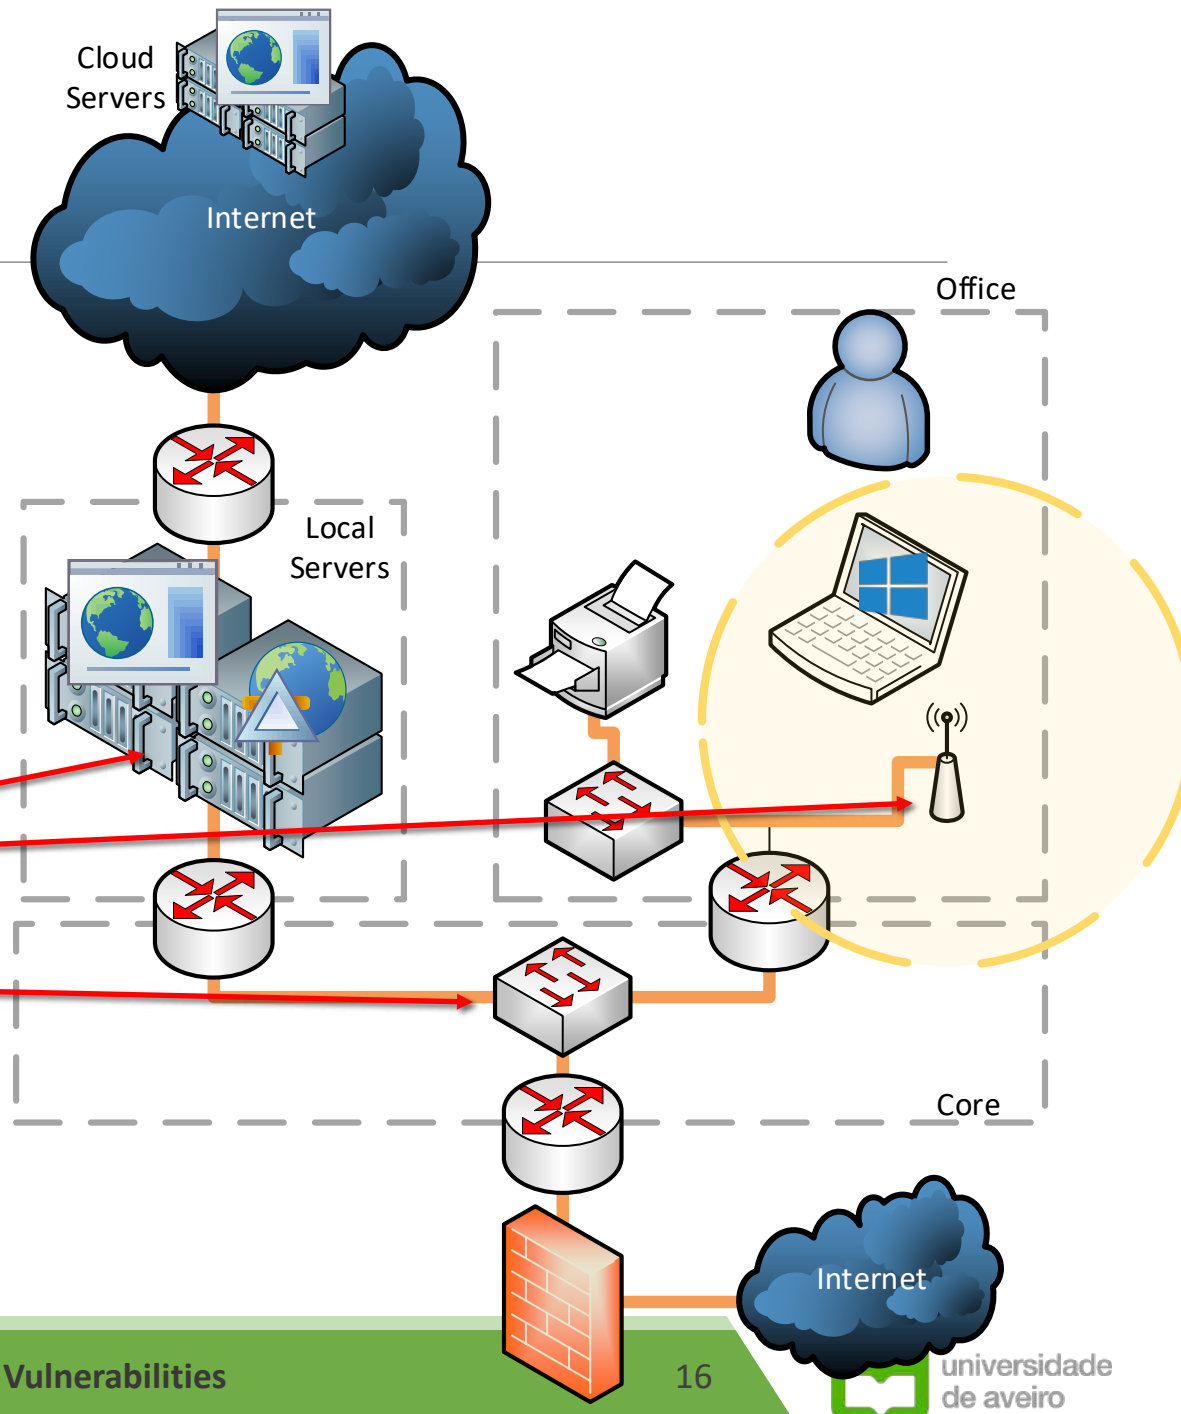 Cloud
Servers
Internet
Office
Local
Servers
Core
Internet
Vulnerabilities
16
universidade
de aveiro